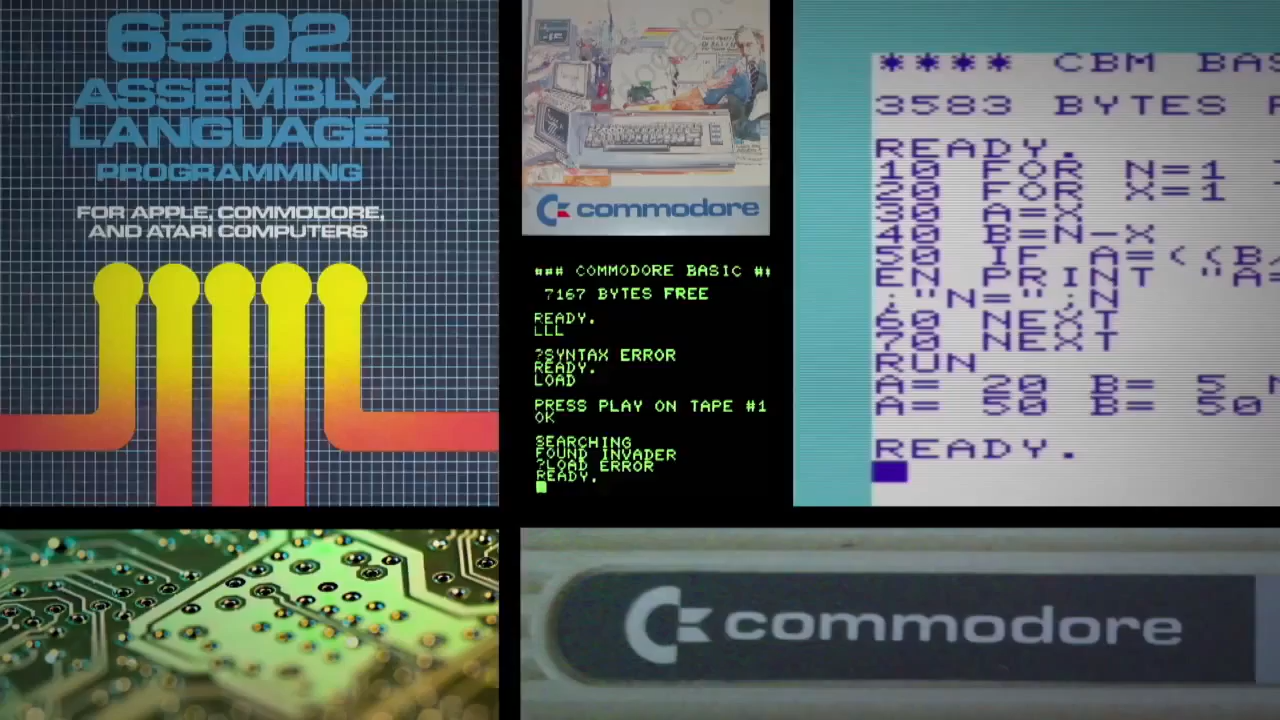 6502
ASSEMBLY-
LANGUAGE
PROGRAMMING
FOR APPLE, COMMODORE,
AND ATARI COMPUTERS
commodore
### COMMODORE BASIC ##
7167 BYTES FREE
READY.
LLL
?SYNTAX ERROR
READY.
LOAD
PRESS PLAY ON TAPE #1
OK
SEARCHING
FOUND INVADER
?LOAD ERROR
READY.
**** CBM BAS
3583 BYTES F
READY.
10 FOR N=1 T
20 FOR X=1
30 A=X
40 B=N-X
50 IF A=<<B/
EN PRINT "A=
;"N=";N
60 NEXT
70 NEXT
RUN
A= 20 B= 5 N
A= 50 B= 50
READY.
commodore